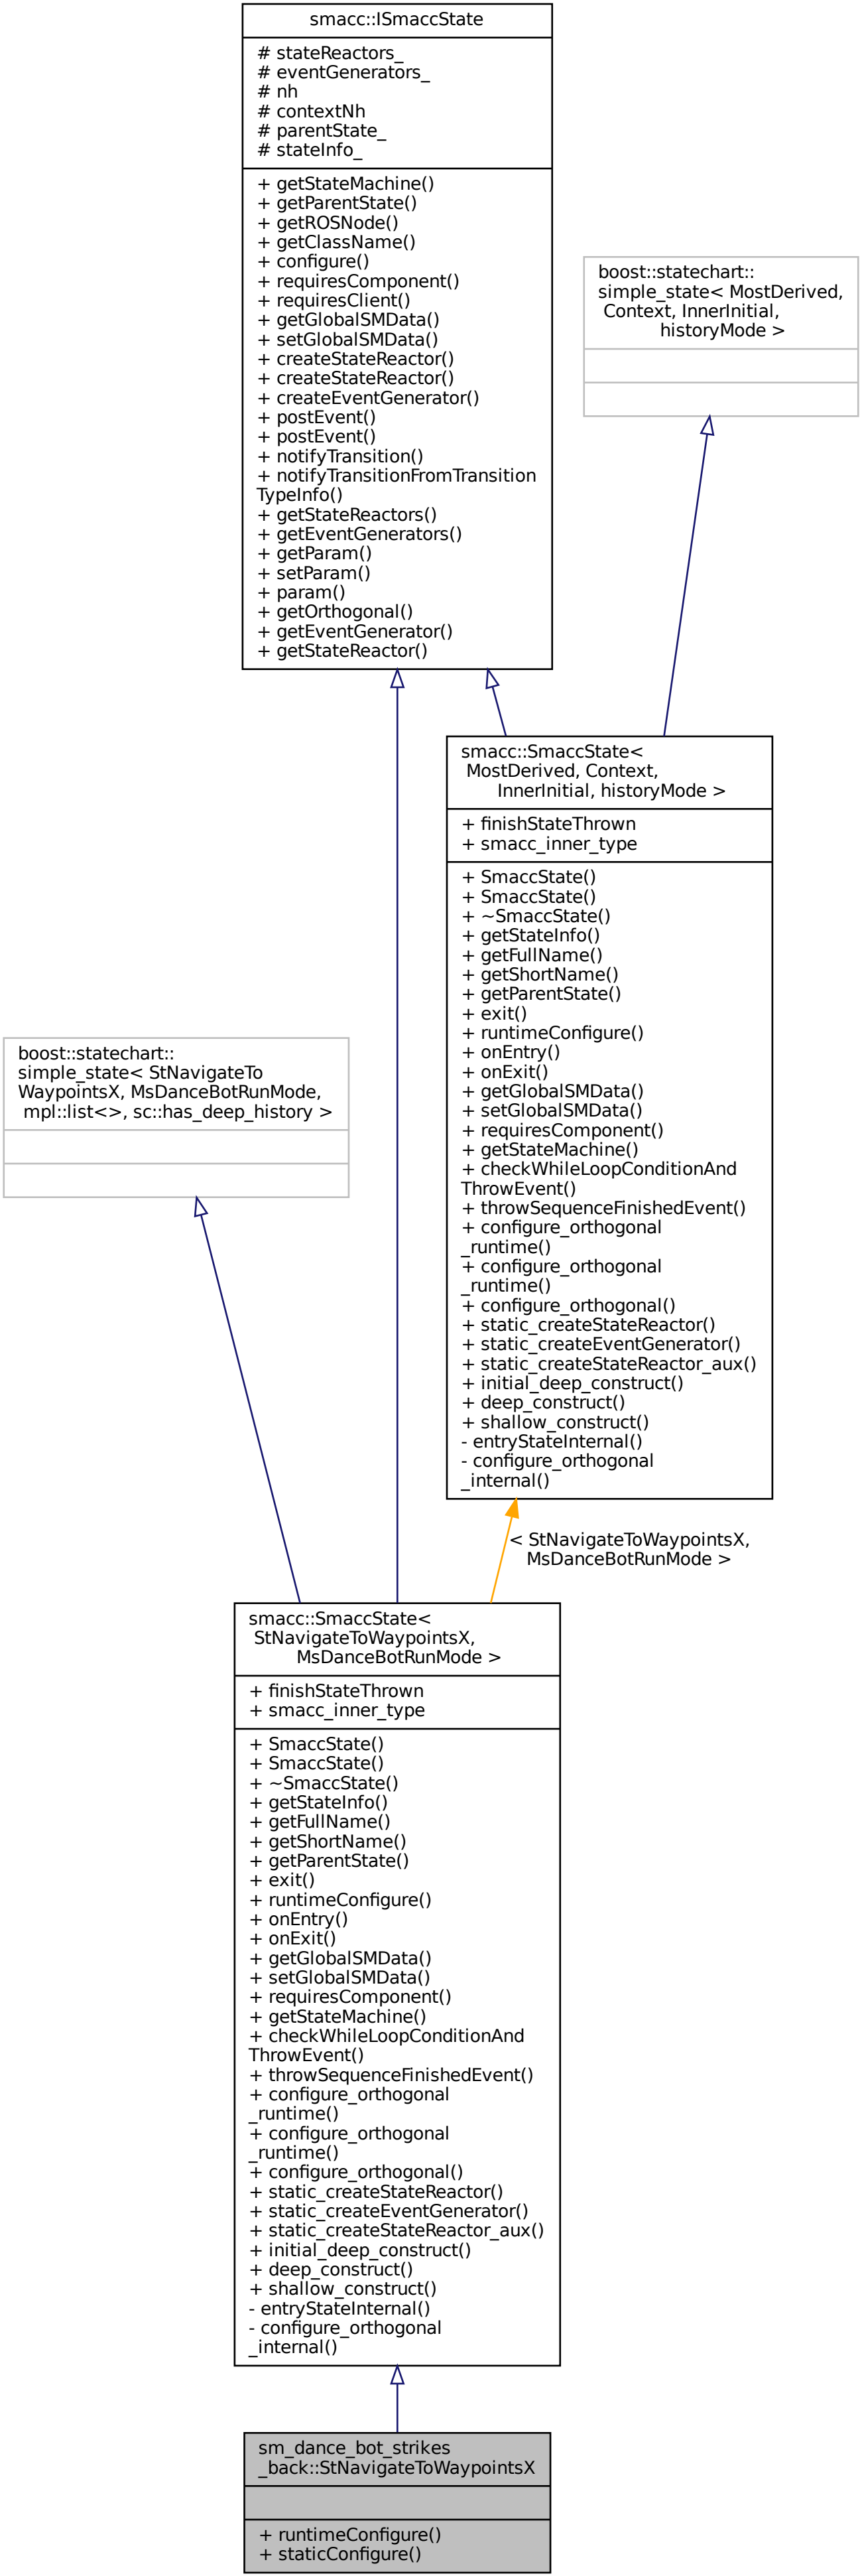 smacc::ISmaccState
# stateReactors_
# eventGenerators_
# nh
# contextNh
# parentState_
# stateInfo_
+ getStateMachine()
+ getParentState()
+ getROSNode()
+ getClassName()
+ configure()
+ requiresComponent()
+ requiresClient()
+ getGlobalSMData()
+ setGlobalSMData()
+ createStateReactor()
+ createStateReactor()
+ createEventGenerator()
+ postEvent()
+ postEvent()
+ notifyTransition()
+ notifyTransitionFromTransition
TypeInfo()
+ getStateReactors()
+ getEventGenerators()
+ getParam()
+ setParam()
+ param()
+ getOrthogonal()
+ getEventGenerator()
+ getStateReactor()
boost::statechart::
simple_state< MostDerived,
Context, InnerInitial,
historyMode >
smacc::SmaccState<
MostDerived, Context,
InnerInitial, historyMode >
+ finishStateThrown
+ smacc_inner_type
+ SmaccState()
+ SmaccState()
+ ~SmaccState()
+ getStateInfo()
+ getFullName()
+ getShortName()
+ getParentState()
+ exit()
+ runtimeConfigure()
+ onEntry()
+ onExit()
+ getGlobalSMData()
+ setGlobalSMData()
+ requiresComponent()
+ getStateMachine()
+ checkWhileLoopConditionAnd
ThrowEvent()
+ throwSequenceFinishedEvent()
+ configure_orthogonal
_runtime()
+ configure_orthogonal
_runtime()
+ configure_orthogonal()
+ static_createStateReactor()
+ static_createEventGenerator()
+ static_createStateReactor_aux()
+ initial_deep_construct()
+ deep_construct()
+ shallow_construct()
- entryStateInternal()
- configure_orthogonal
_internal()
boost::statechart::
simple_state< StNavigateTo
WaypointsX, MsDanceBotRunMode,
mpl::list<>, sc::has_deep_history >
< StNavigateToWaypointsX,
MsDanceBotRunMode >
smacc::SmaccState<
StNavigateToWaypointsX,
MsDanceBotRunMode >
+ finishStateThrown
+ smacc_inner_type
+ SmaccState()
+ SmaccState()
+ ~SmaccState()
+ getStateInfo()
+ getFullName()
+ getShortName()
+ getParentState()
+ exit()
+ runtimeConfigure()
+ onEntry()
+ onExit()
+ getGlobalSMData()
+ setGlobalSMData()
+ requiresComponent()
+ getStateMachine()
+ checkWhileLoopConditionAnd
ThrowEvent()
+ throwSequenceFinishedEvent()
+ configure_orthogonal
_runtime()
+ configure_orthogonal
_runtime()
+ configure_orthogonal()
+ static_createStateReactor()
+ static_createEventGenerator()
+ static_createStateReactor_aux()
+ initial_deep_construct()
+ deep_construct()
+ shallow_construct()
- entryStateInternal()
- configure_orthogonal
_internal()
sm_dance_bot_strikes
_back::StNavigateToWaypointsX
+ runtimeConfigure()
+ staticConfigure()